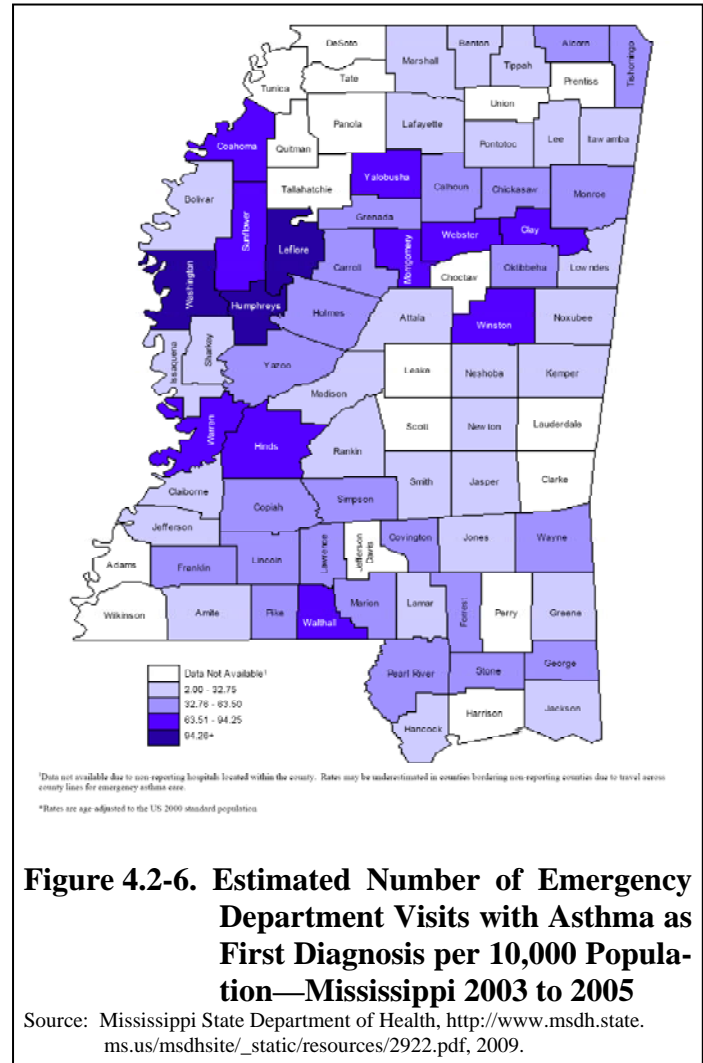 DeSoto
Marshall
Benton
Tippah
Alcorn
Tishomingo
Tate
Tunica
Prentiss
Union
Panola
Lafayette
Coahoma
Quitman
Pontotoc
Lee
Itawamba
Yalobusha
Tallahatchie
Calhoun
Chickasaw
Monroe
Bolivar
Sunflower
Grenada
Leflore
Carroll
Montgomery
Webster
Clay
Choctaw
Oktibbeha
Lowndes
Washington
Humphreys
Holmes
Attala
Winston
Noxubee
Issaquena
Sharkey
Yazoo
Leake
Neshoba
Kemper
Madison
Warren
Hinds
Rankin
Scott
Newton
Lauderdale
Claiborne
Copiah
Simpson
Smith
Jasper
Clarke
Jefferson
Adams
Franklin
Lincoln
Lawrence
Jefferson
Davis
Covington
Jones
Wayne
Wilkinson
Amite
Pike
Walthall
Marion
Lamar
Forrest
Perry
Greene
Pearl River
Stone
George
Hancock
Harrison
Jackson
Data Not Available¹
2.00 - 32.75
32.76 - 63.50
63.51 - 94.25
94.26+
¹Data not available due to non-reporting hospitals located within the county. Rates may be underestimated in counties bordering non-reporting counties due to travel across
county lines for emergency asthma care.
*Rates are age-adjusted to the US 2000 standard population
Figure 4.2-6. Estimated Number of Emergency
Department Visits with Asthma as
First Diagnosis per 10,000 Popula-
tion—Mississippi 2003 to 2005
Source: Mississippi State Department of Health, http://www.msdh.state.
ms.us/msdhsite/_static/resources/2922.pdf, 2009.